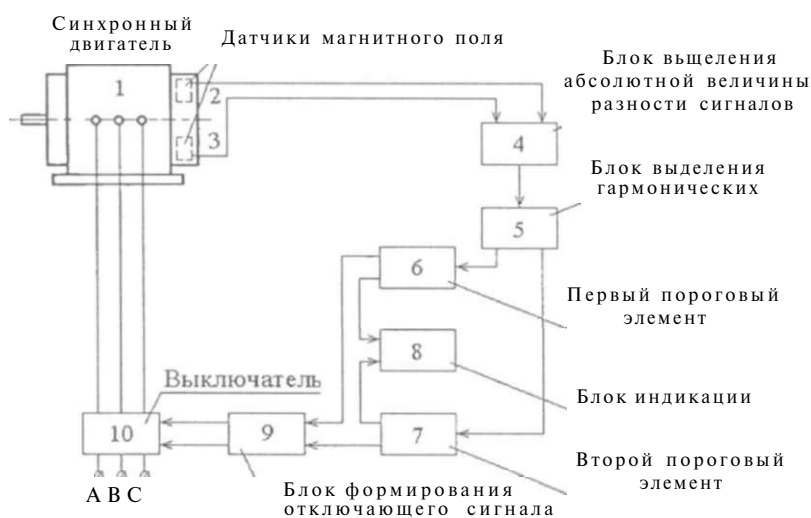 Синхронный
двигатель
Датчики магнитного поля
Блок вьщеления
абсолютной величины
разности сигналов
1
2
3
4
Блок выделения
гармонических
5
6
Первый пороговый
элемент
8
Выключатель
Блок индикации
10
9
7
Второй пороговый
элемент
А В С
Блок формирования
отключающего сигнала